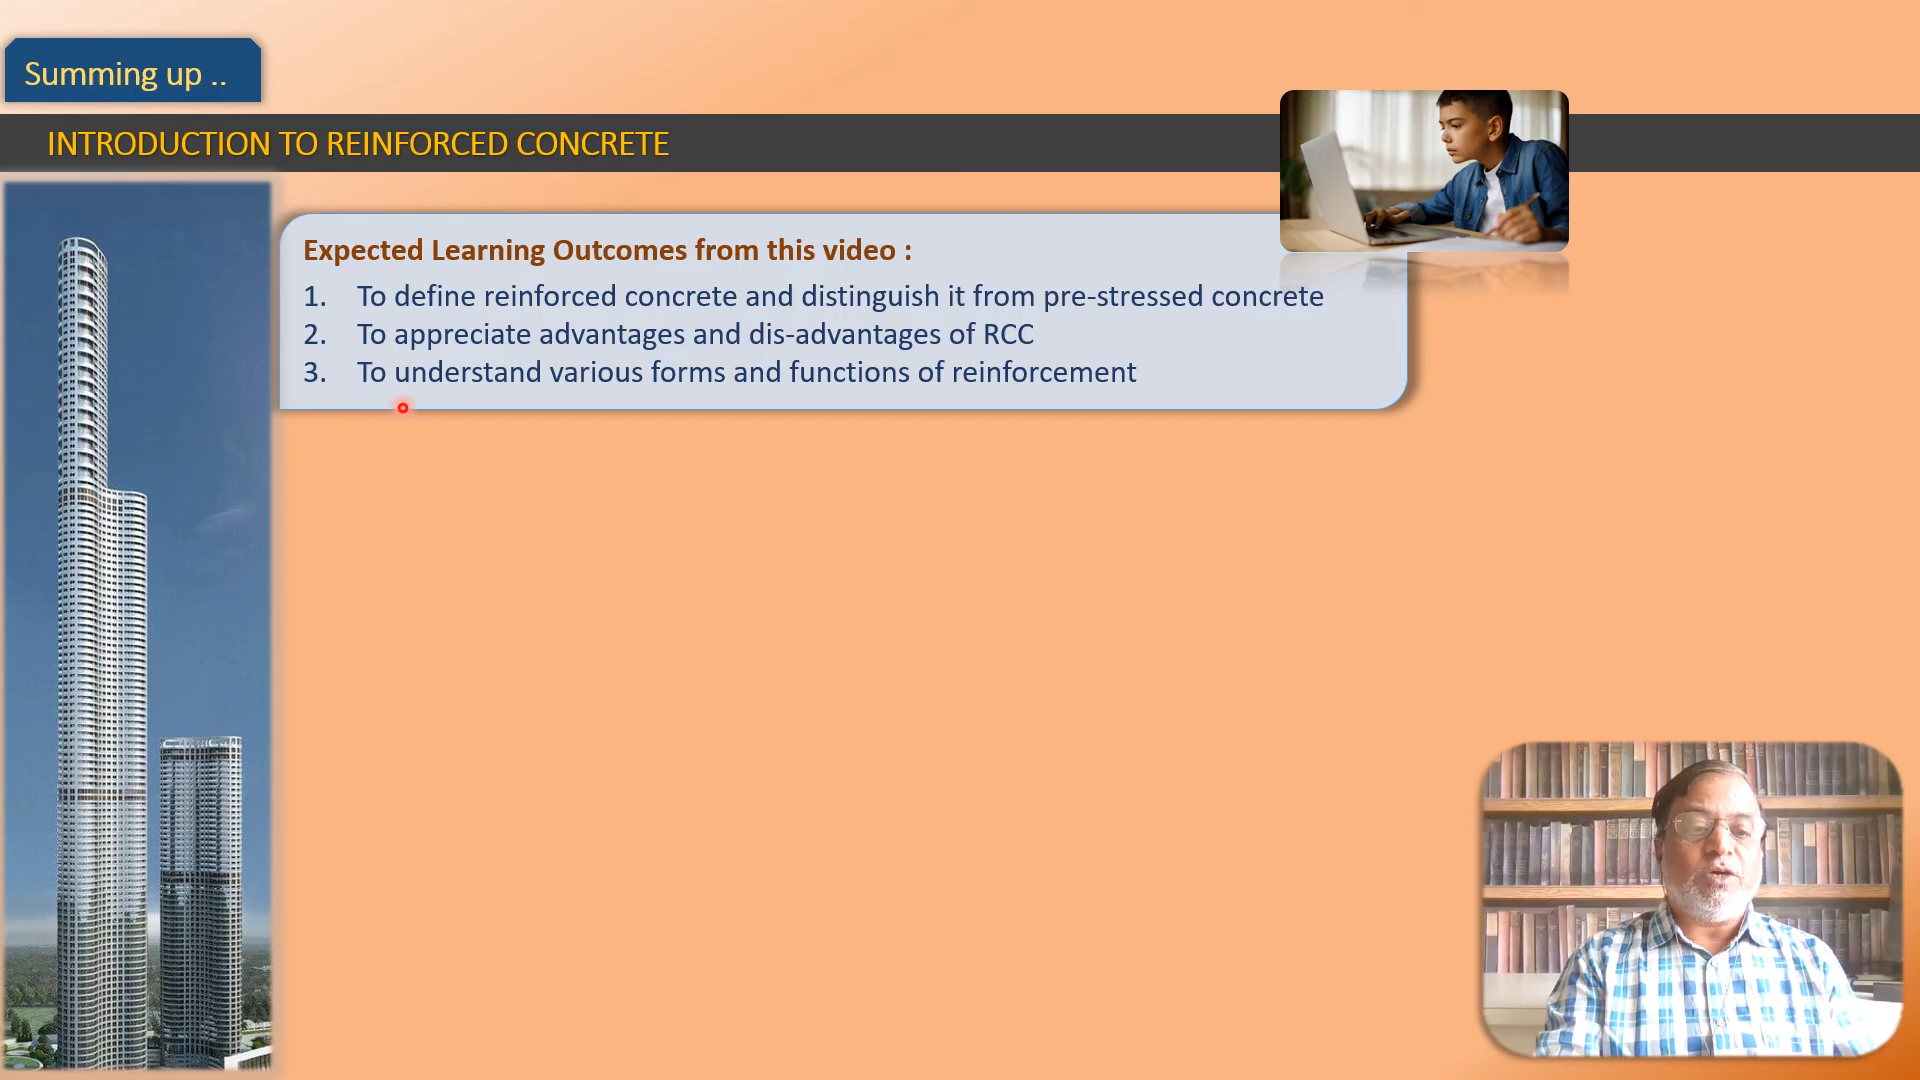 Summing up ..
INTRODUCTION TO REINFORCED CONCRETE
Expected Learning Outcomes from this video :
1. To define reinforced concrete and distinguish it from pre-stressed concrete
2. To appreciate advantages and dis-advantages of RCC
3. To understand various forms and functions of reinforcement